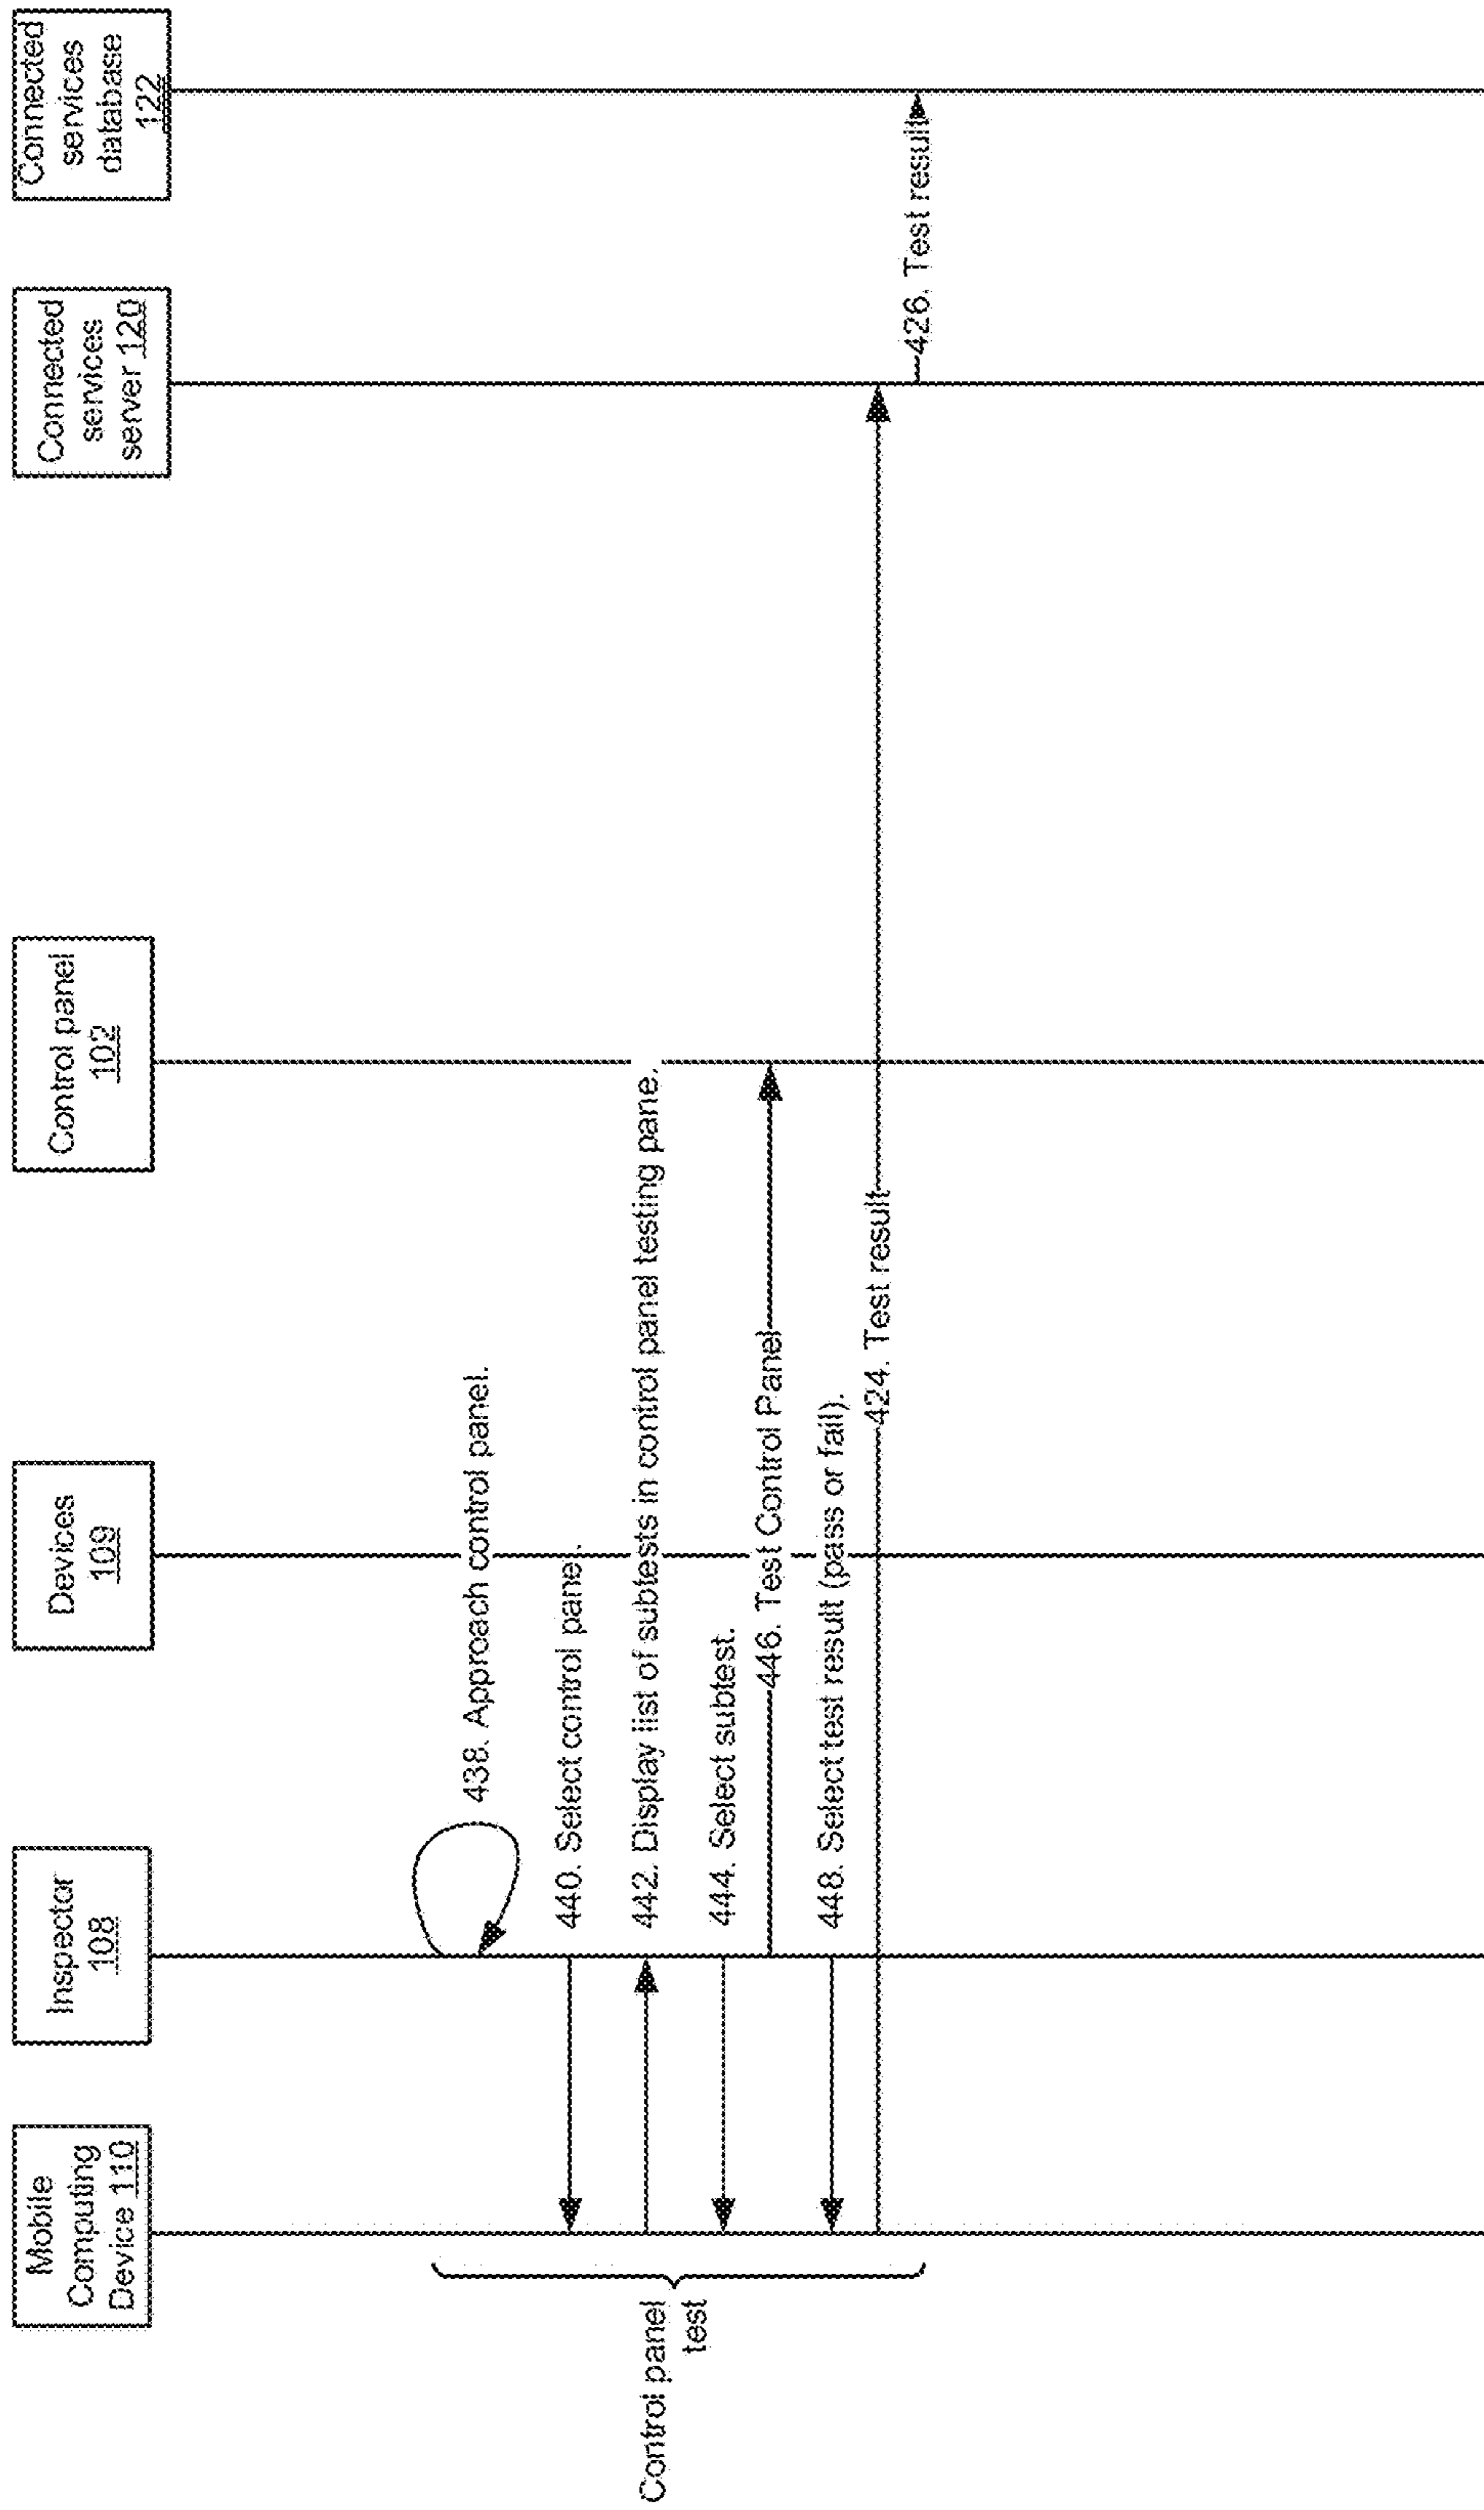 Mobile
Computing
Device 110
Inspector
108
Devices
109
Control panel
102
Connected
services
server 120
Connected
services
database
122
438. Approach control panel.
440. Select control panel.
442. Display list of subtests in control panel testing pane.
444. Select subtest.
446. Test Control Panel
448. Select test result (pass or fail).
424. Test result
426. Test result
Control panel
test